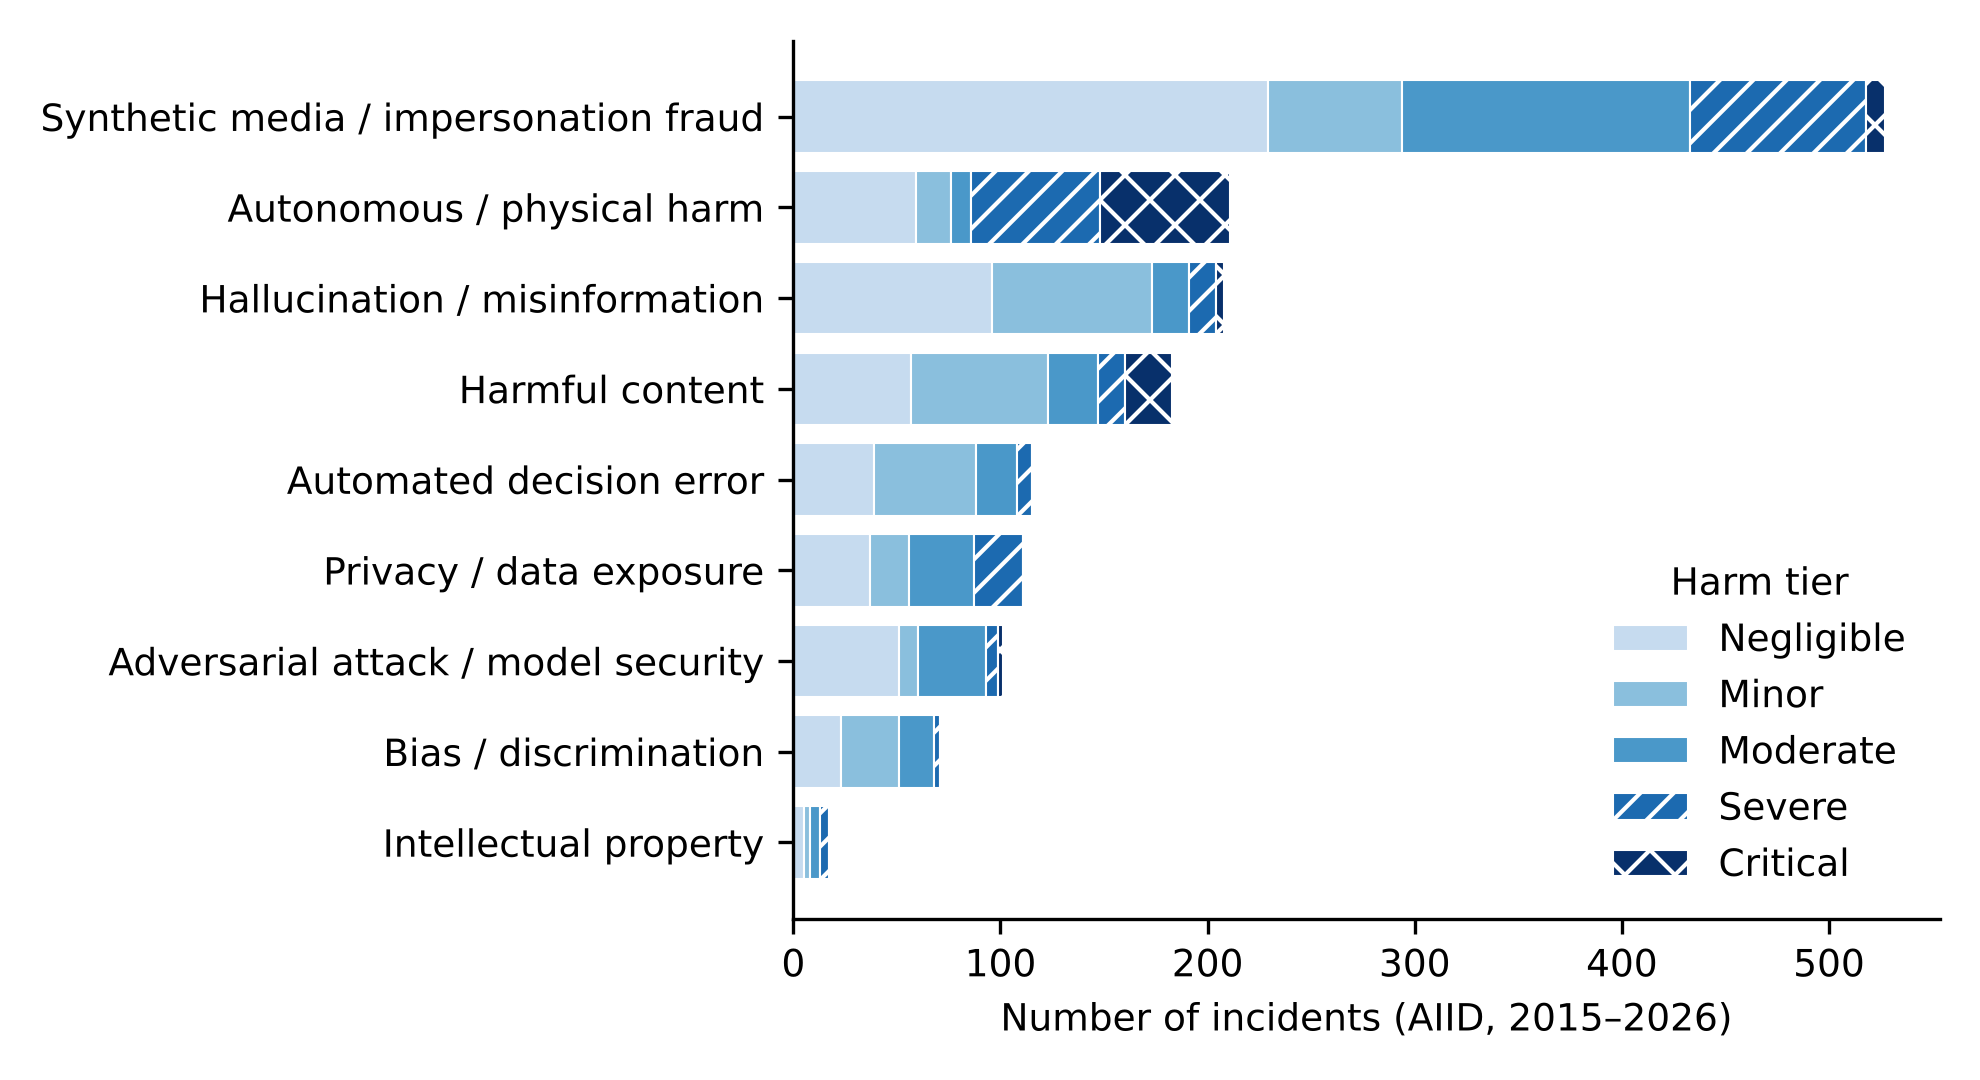 Synthetic media / impersonation fraud
Autonomous / physical harm
Hallucination / misinformation
Harmful content
Automated decision error
Privacy / data exposure
Adversarial attack / model security
Bias / discrimination
Intellectual property
Harm tier
Negligible
Minor
Moderate
Severe
Critical
0 100 200 300 400 500
Number of incidents (AIID, 2015–2026)